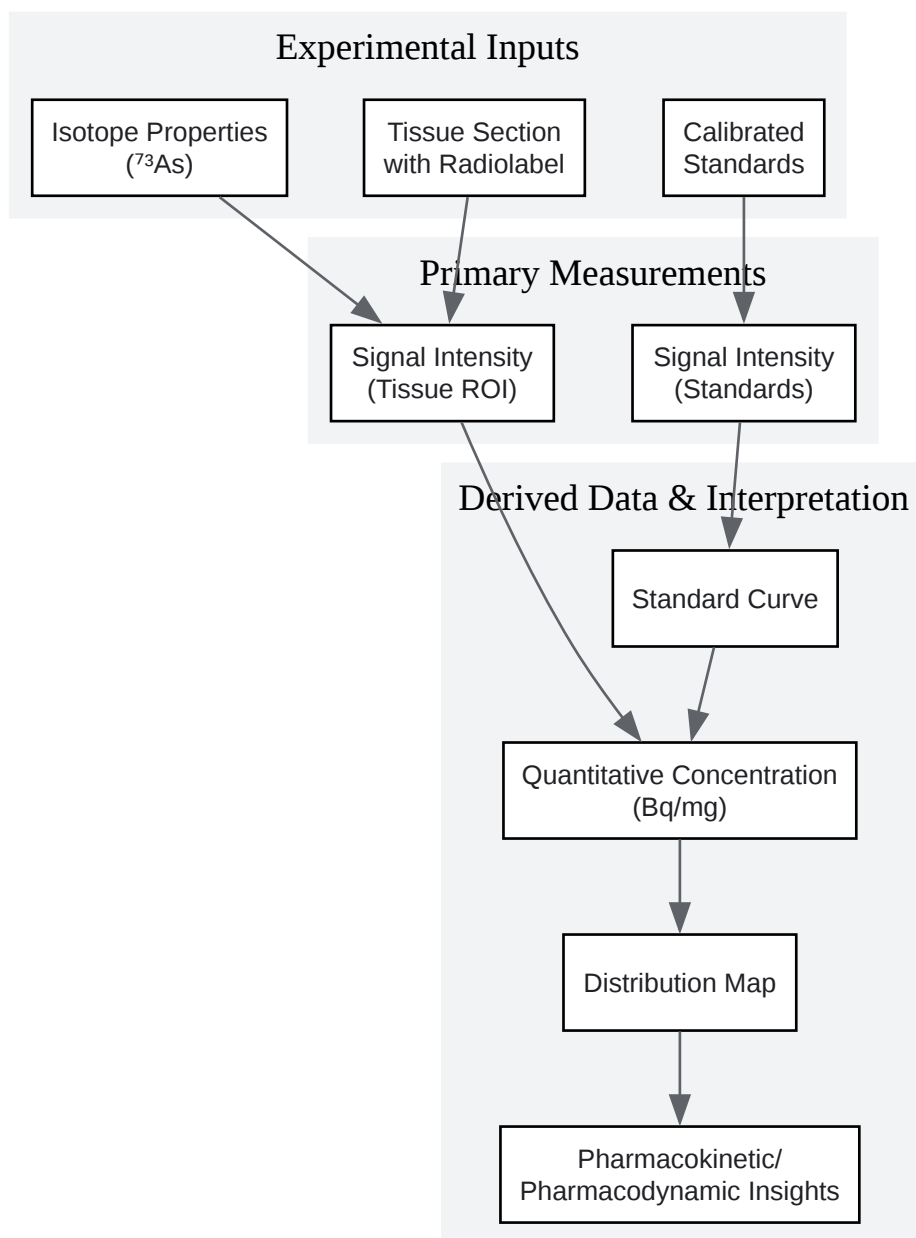 Experimental Inputs
Isotope Properties
(⁷³As)
Tissue Section
with Radiolabel
Calibrated
Standards
Primary Measurements
Signal Intensity
(Tissue ROI)
Signal Intensity
(Standards)
Derived Data & Interpretation
Standard Curve
Quantitative Concentration
(Bq/mg)
Distribution Map
Pharmacokinetic/
Pharmacodynamic Insights